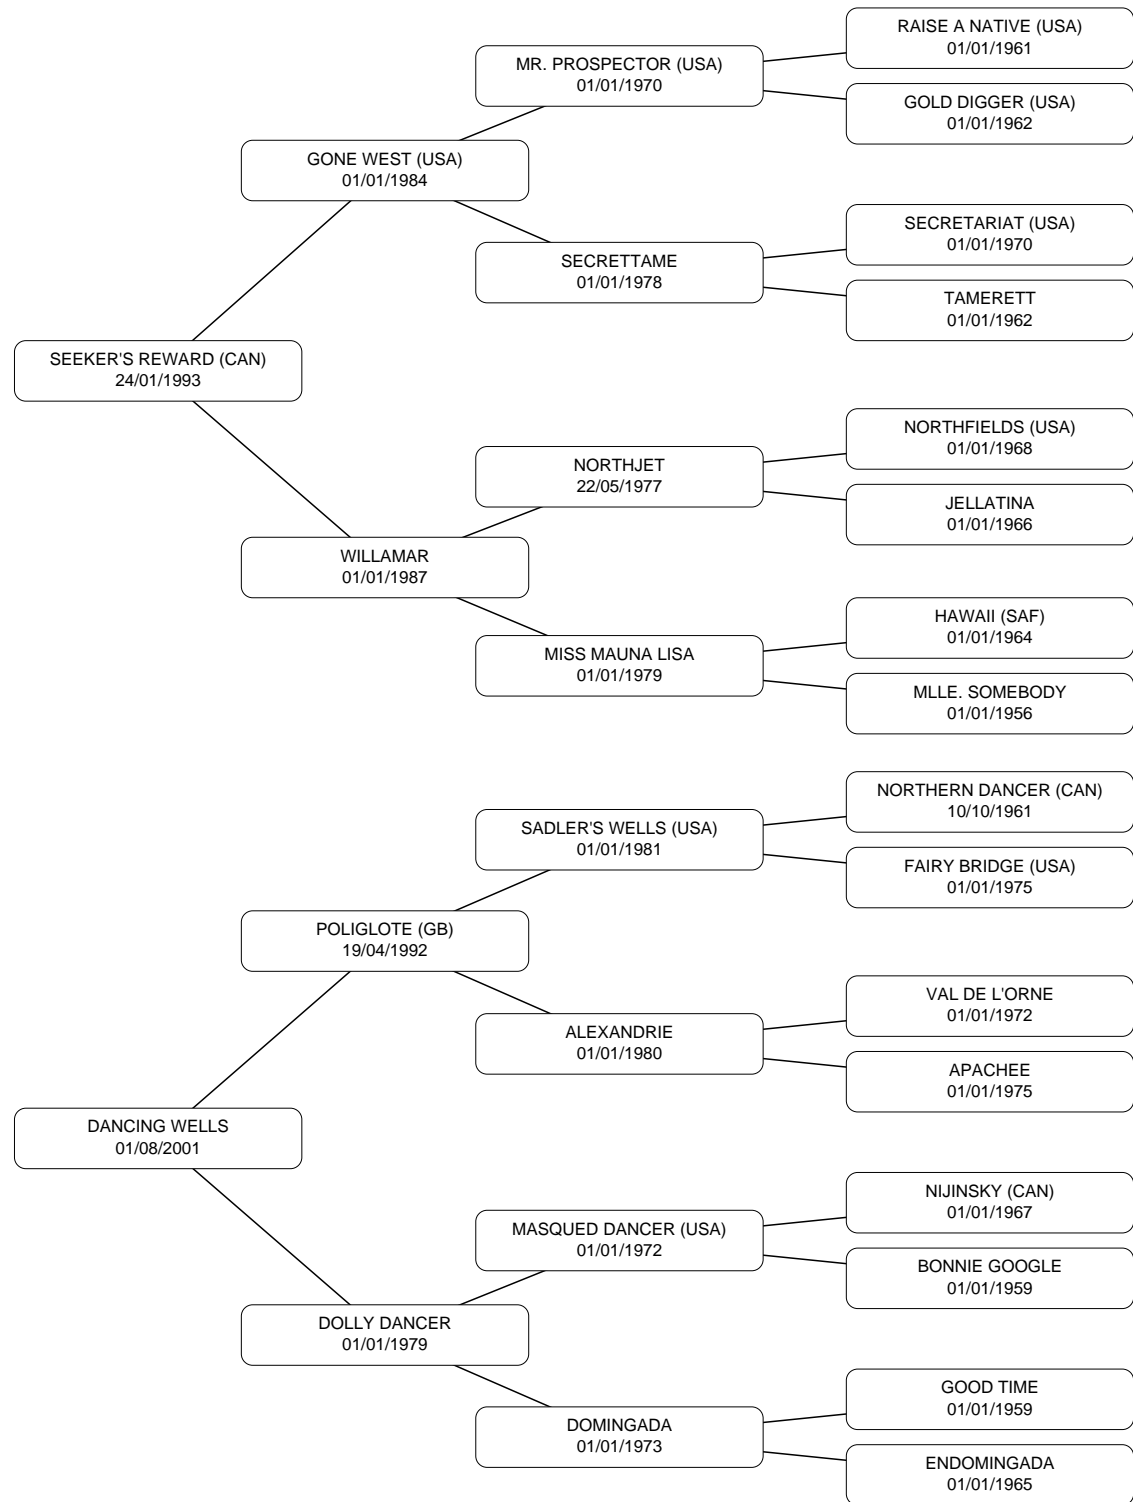 RAISE A NATIVE (USA)
01/01/1961
MR. PROSPECTOR (USA)
01/01/1970
GOLD DIGGER (USA)
01/01/1962
GONE WEST (USA)
01/01/1984
SECRETARIAT (USA)
01/01/1970
SECRETTAME
01/01/1978
TAMERETT
01/01/1962
SEEKER'S REWARD (CAN)
24/01/1993
NORTHFIELDS (USA)
01/01/1968
NORTHJET
22/05/1977
JELLATINA
01/01/1966
WILLAMAR
01/01/1987
HAWAII (SAF)
01/01/1964
MISS MAUNA LISA
01/01/1979
MLLE. SOMEBODY
01/01/1956
NORTHERN DANCER (CAN)
10/10/1961
SADLER'S WELLS (USA)
01/01/1981
FAIRY BRIDGE (USA)
01/01/1975
POLIGLOTE (GB)
19/04/1992
VAL DE L'ORNE
01/01/1972
ALEXANDRIE
01/01/1980
APACHEE
01/01/1975
DANCING WELLS
01/08/2001
NIJINSKY (CAN)
01/01/1967
MASQUED DANCER (USA)
01/01/1972
BONNIE GOOGLE
01/01/1959
DOLLY DANCER
01/01/1979
GOOD TIME
01/01/1959
DOMINGADA
01/01/1973
ENDOMINGADA
01/01/1965